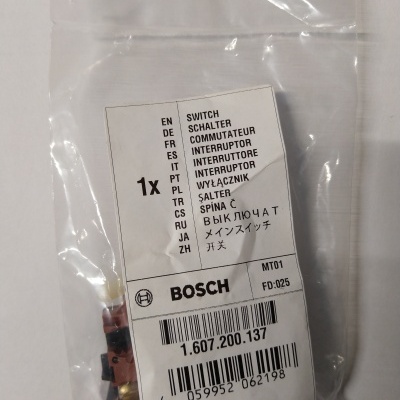 1x
EN SWITCH
DE SCHALTER
FR COMMUTATEUR
ES INTERRUPTOR
IT INTERRUTTORE
PT INTERRUPTOR
PL WYŁĄCZNIK
TR ŞALTER
CS SPÍNA Č
RU ВЫКЛЮЧАТ
JA メインスイッチ
ZH 开关
BOSCH
MT01
FD:025
1.607.200.137
4 059952 062198